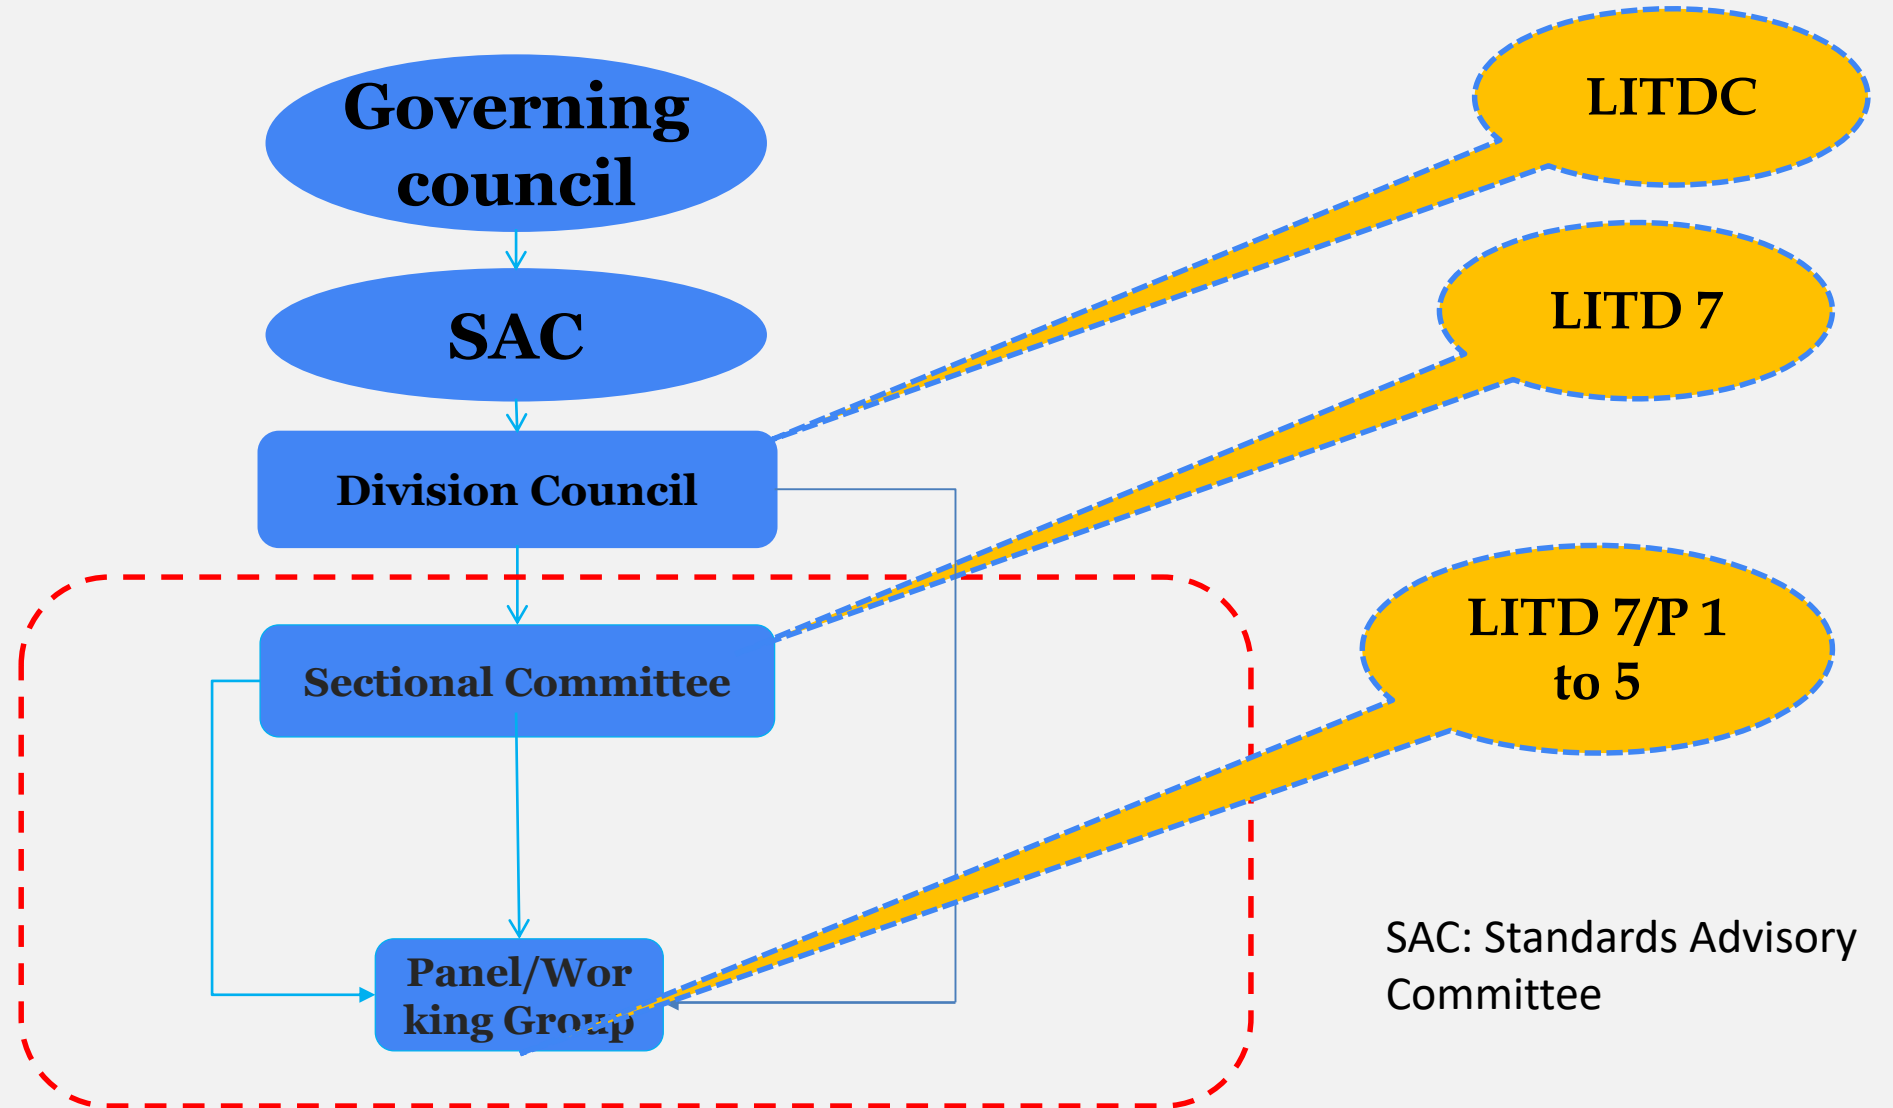 Governing
council
SAC
Division Council
Sectional Committee
Panel/Wor
king Group
LITDC
LITD 7
LITD 7/P 1
to 5
SAC: Standards Advisory
Committee